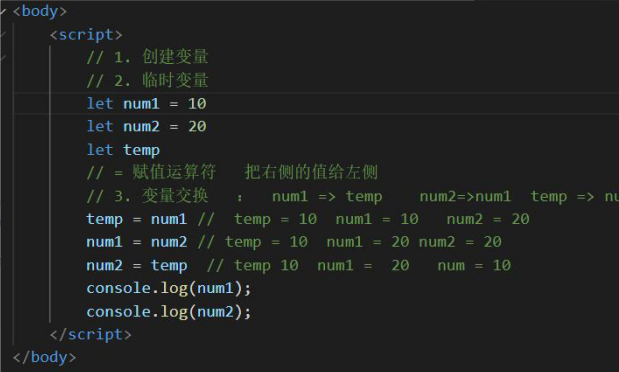 <body>
<script>
// 1. 创建变量
// 2. 临时变量
let num1 = 10
let num2 = 20
let temp
// = 赋值运算符 把右侧的值给左侧
// 3. 变量交换 : num1 => temp num2=>num1 temp => nu
temp = num1 // temp = 10 num1 = 10 num2 = 20
num1 = num2 // temp = 10 num1 = 20 num2 = 20
num2 = temp // temp 10 num1 = 20 num = 10
console.log(num1);
console.log(num2);
</script>
</body>